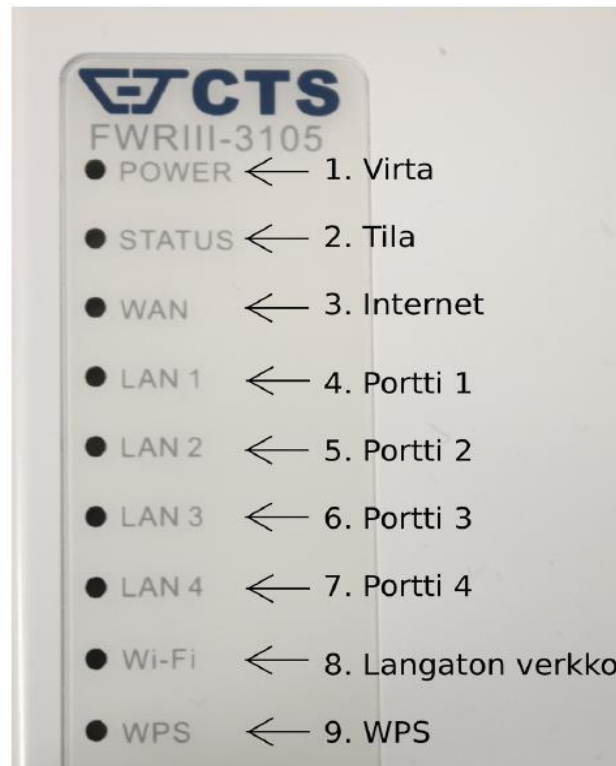 CTS
FWRIII-3105
POWER 1. Virta
STATUS 2. Tila
WAN 3. Internet
LAN 1 4. Portti 1
LAN 2 5. Portti 2
LAN 3 6. Portti 3
LAN 4 7. Portti 4
Wi-Fi 8. Langaton verkko
WPS 9. WPS